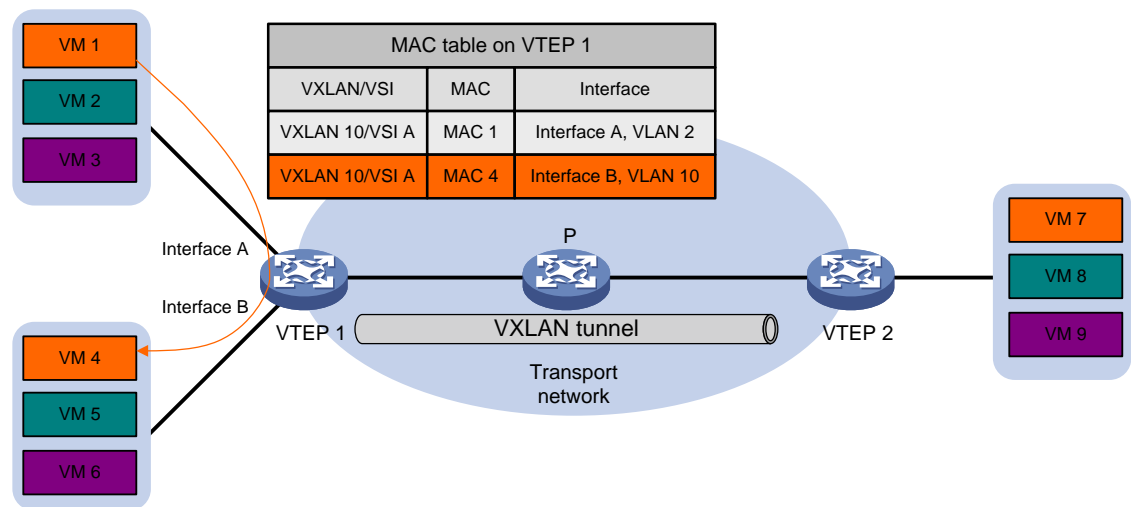 VM 1
VM 2
VM 3
MAC table on VTEP 1
VXLAN/VSI MAC Interface
VXLAN 10/VSI A MAC 1 Interface A, VLAN 2
VXLAN 10/VSI A MAC 4 Interface B, VLAN 10
Interface A
Interface B
VTEP 1
P
VXLAN tunnel
VTEP 2
Transport
network
VM 4
VM 5
VM 6
VM 7
VM 8
VM 9